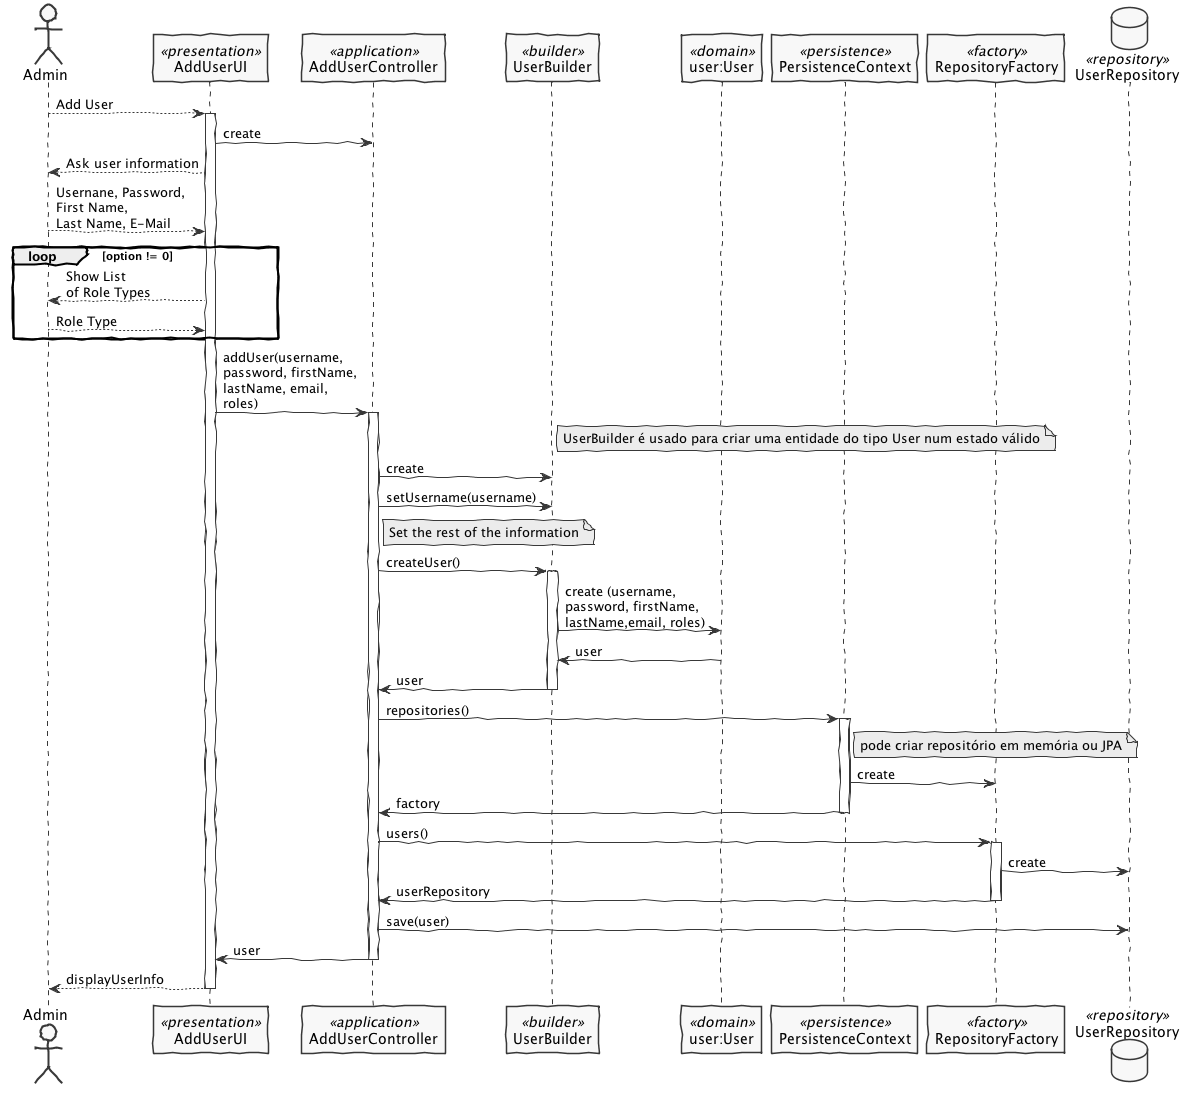 Admin
«presentation»
AddUserUI
«application»
AddUserController
«builder»
UserBuilder
«domain»
user:User
«persistence»
PersistenceContext
«factory»
RepositoryFactory
«repository»
UserRepository
Add User
create
Ask user information
Usernane, Password,
First Name,
Last Name, E-Mail
loop
[option != 0]
Show List
of Role Types
Role Type
addUser(username,
password, firstName,
lastName, email,
roles)
UserBuilder é usado para criar uma entidade do tipo User num estado válido
create
setUsername(username)
Set the rest of the information
createUser()
create (username,
password, firstName,
lastName,email, roles)
user
user
repositories()
pode criar repositório em memória ou JPA
create
factory
users()
create
userRepository
save(user)
user
displayUserInfo
Admin
«presentation»
AddUserUI
«application»
AddUserController
«builder»
UserBuilder
«domain»
user:User
«persistence»
PersistenceContext
«factory»
RepositoryFactory
«repository»
UserRepository